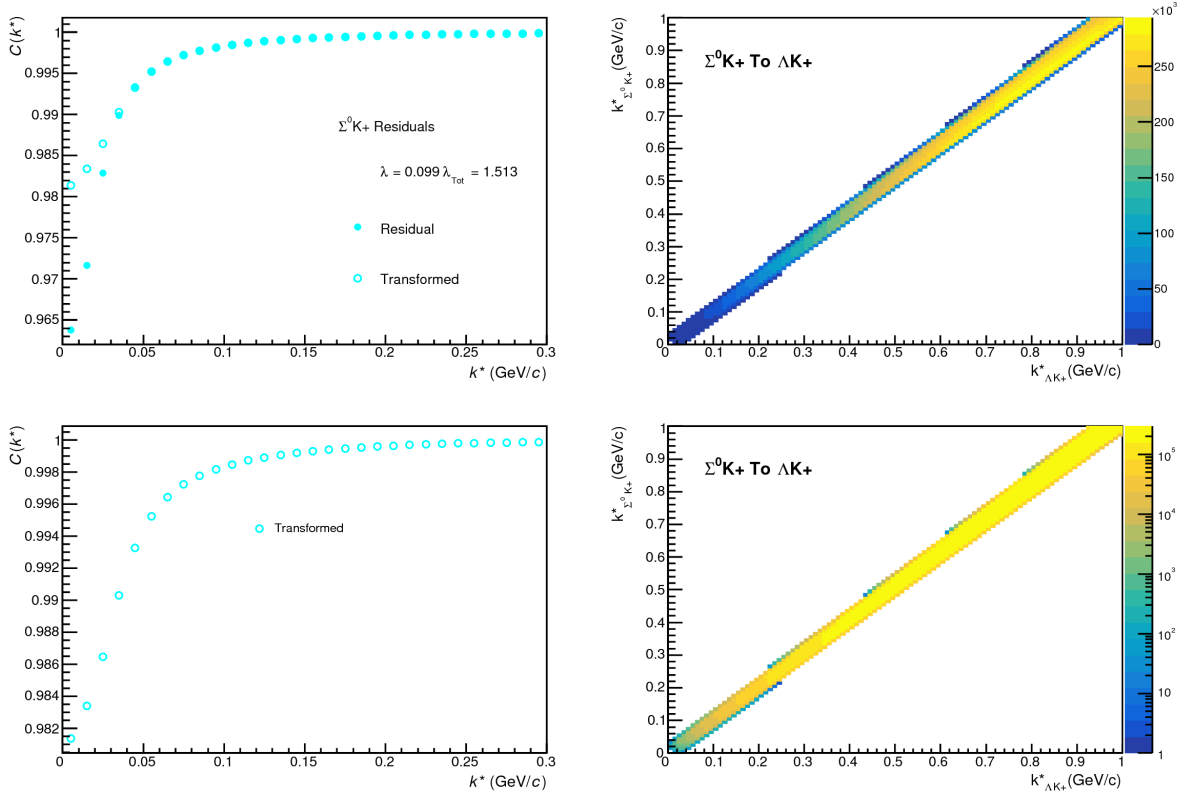 C(k*)
1
0.995
0.99
0.985
0.98
0.975
0.97
0.965
Σ⁰K+ Residuals
λ = 0.099 λ_Tot = 1.513
Residual
Transformed
0 0.05 0.1 0.15 0.2 0.25 0.3
k* (GeV/c)
×10³
k*_Σ⁰K+(GeV/c)
1
0.9
0.8
0.7
0.6
0.5
0.4
0.3
0.2
0.1
0
Σ⁰K+ To ΛK+
250
200
150
100
50
0
0 0.1 0.2 0.3 0.4 0.5 0.6 0.7 0.8 0.9 1
k*_ΛK+(GeV/c)
C(k*)
1
0.998
0.996
0.994
0.992
0.99
0.988
0.986
0.984
0.982
Transformed
0 0.05 0.1 0.15 0.2 0.25 0.3
k* (GeV/c)
k*_Σ⁰K+(GeV/c)
1
0.9
0.8
0.7
0.6
0.5
0.4
0.3
0.2
0.1
0
Σ⁰K+ To ΛK+
10⁵
10⁴
10³
10²
10
1
0 0.1 0.2 0.3 0.4 0.5 0.6 0.7 0.8 0.9 1
k*_ΛK+(GeV/c)